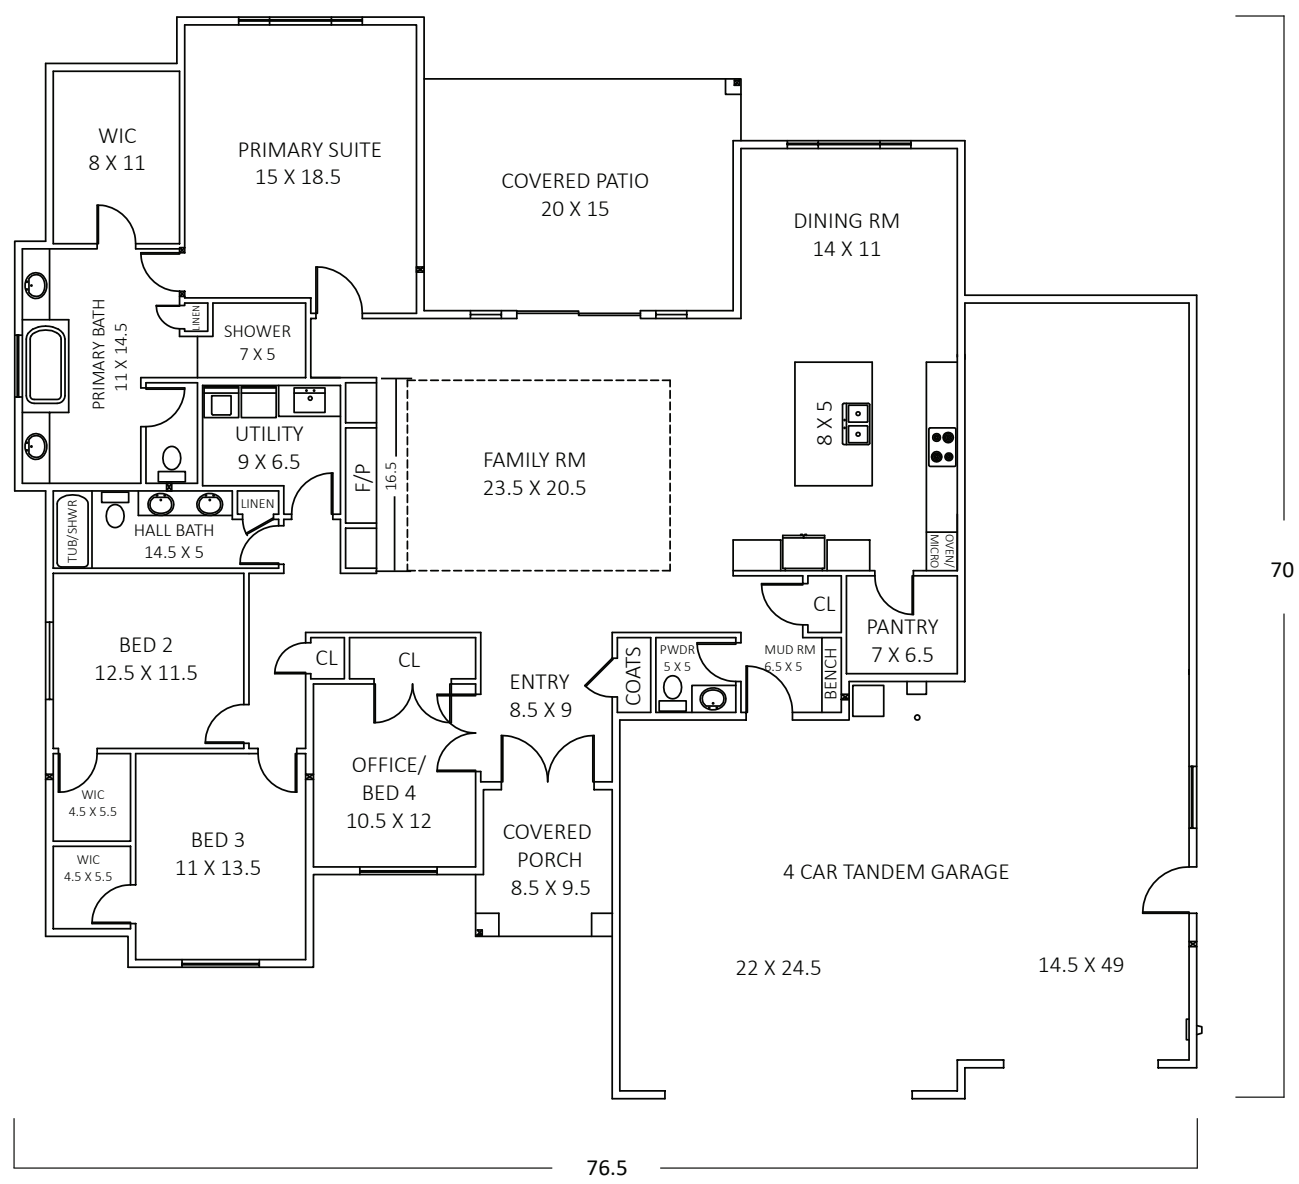 WIC
8 X 11
PRIMARY SUITE
15 X 18.5
COVERED PATIO
20 X 15
DINING RM
14 X 11
PRIMARY BATH
11 X 14.5
LINEN
SHOWER
7 X 5
UTILITY
9 X 6.5
F/P
16.5
FAMILY RM
23.5 X 20.5
8 X 5
OVEN/
MICRO
TUB/SHWR
HALL BATH
14.5 X 5
LINEN
BED 2
12.5 X 11.5
CL
CL
ENTRY
8.5 X 9
COATS
PWDR
5 X 5
MUD RM
6.5 X 5
BENCH
CL
PANTRY
7 X 6.5
WIC
4.5 X 5.5
WIC
4.5 X 5.5
BED 3
11 X 13.5
OFFICE/
BED 4
10.5 X 12
COVERED
PORCH
8.5 X 9.5
4 CAR TANDEM GARAGE
22 X 24.5
14.5 X 49
70
76.5